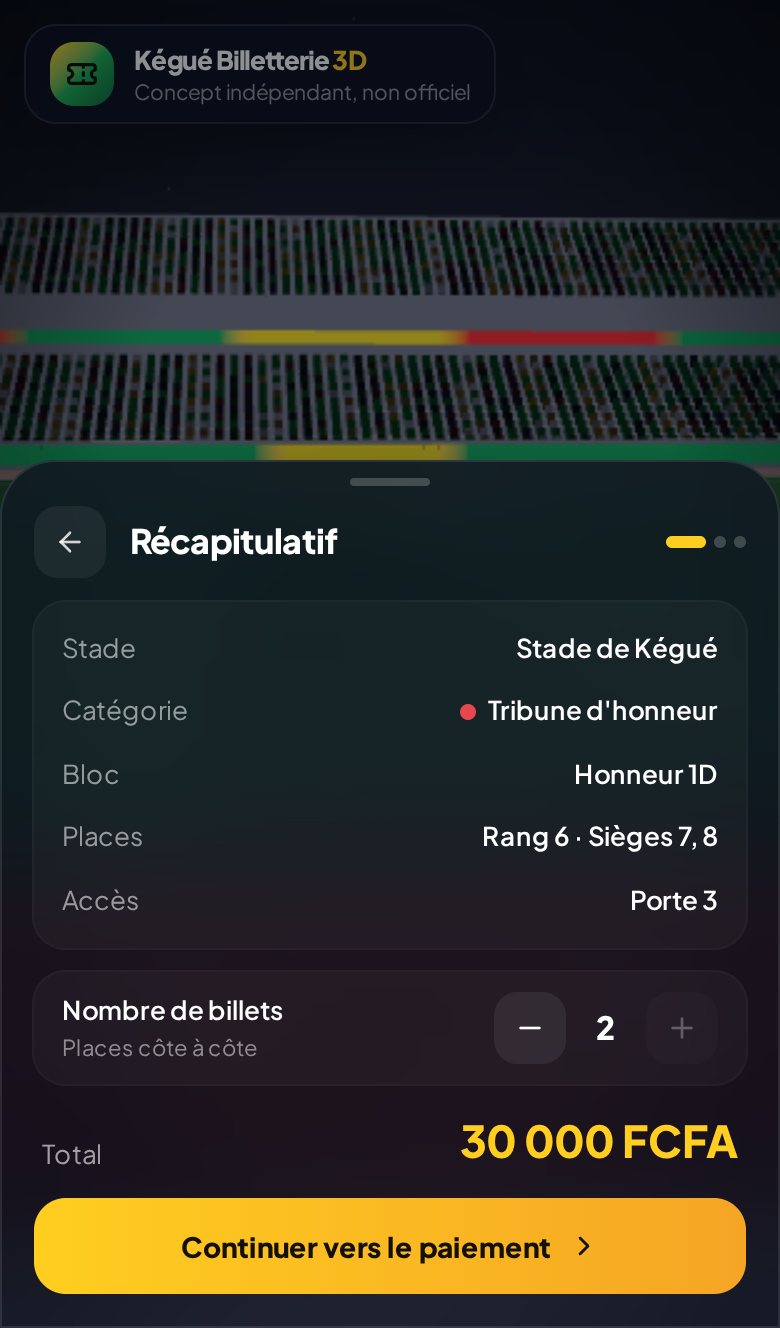 Kégué Billetterie 3D
Concept indépendant, non officiel
Récapitulatif
Stade Stade de Kégué
Catégorie Tribune d'honneur
Bloc Honneur 1D
Places Rang 6 · Sièges 7, 8
Accès Porte 3
Nombre de billets
Places côte à côte
− 2 +
Total 30 000 FCFA
Continuer vers le paiement